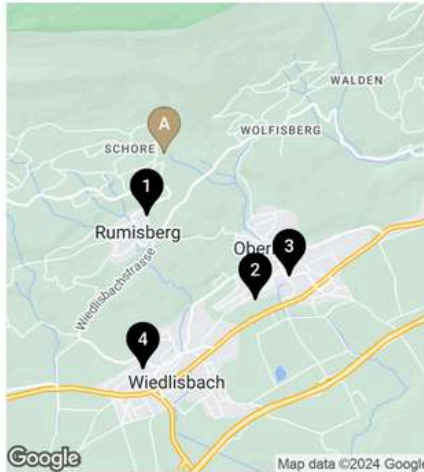 WALDEN
A
WOLFISBERG
SCHORE
1
Rumisberg
Ober
3
2
Wiedlisbachstrasse
4
Wiedlisbach
Google
Map data ©2024 Google